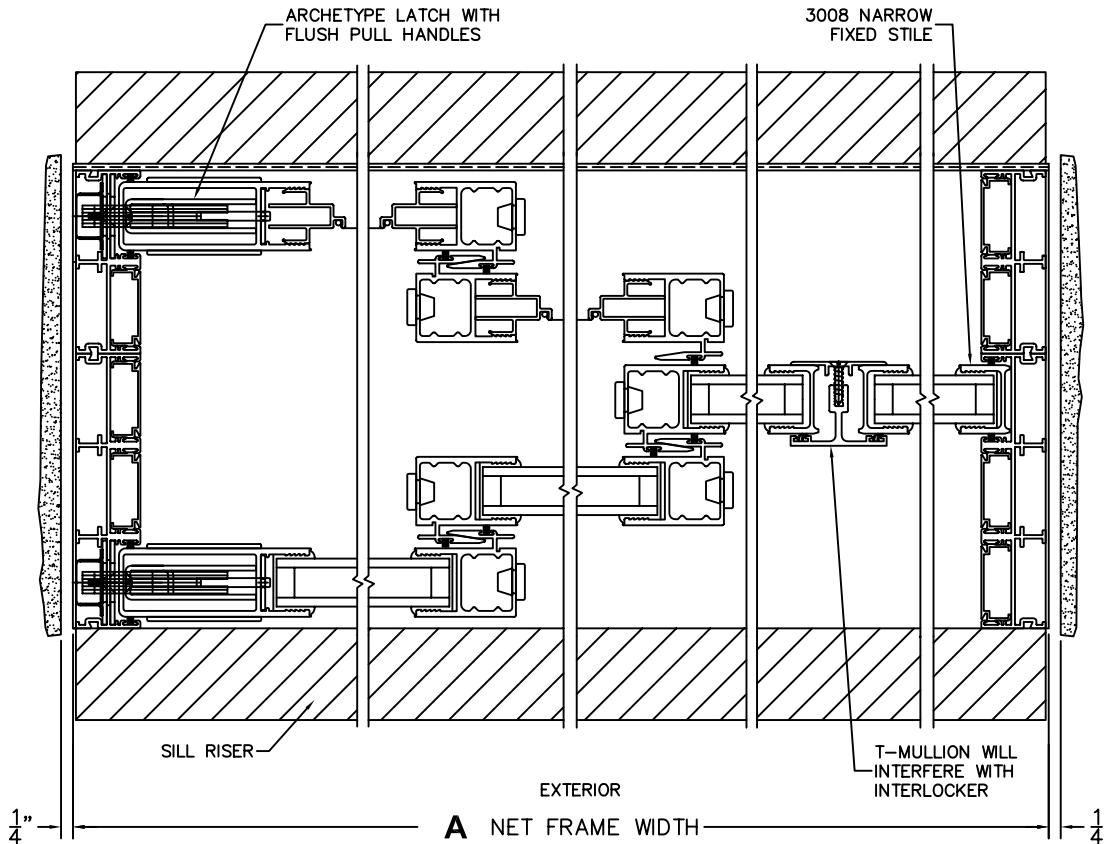 ARCHETYPE LATCH WITH
FLUSH PULL HANDLES
3008 NARROW
FIXED STILE
SILL RISER
T-MULLION WILL
INTERFERE WITH
INTERLOCKER
EXTERIOR
1/4"
A NET FRAME WIDTH
1/4